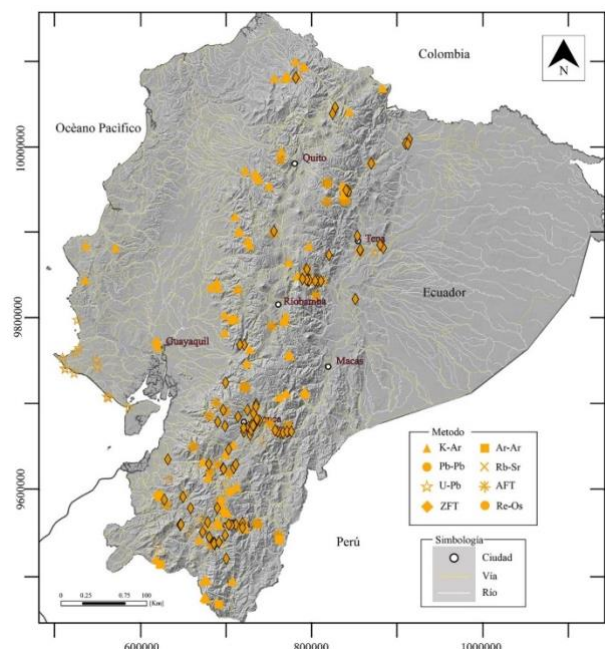 Colombia
N
Océano Pacífico
10000000
Quito
Tena
Ecuador
9800000
Riobamba
Guayaquil
Macas
Metodo
K-Ar
Ar-Ar
Pb-Pb
Rb-Sr
U-Pb
AFT
ZFT
Re-Os
9600000
Perú
Simbología
Ciudad
Vía
Río
0 0.25 0.50 100
(Km)
600000
800000
1000000